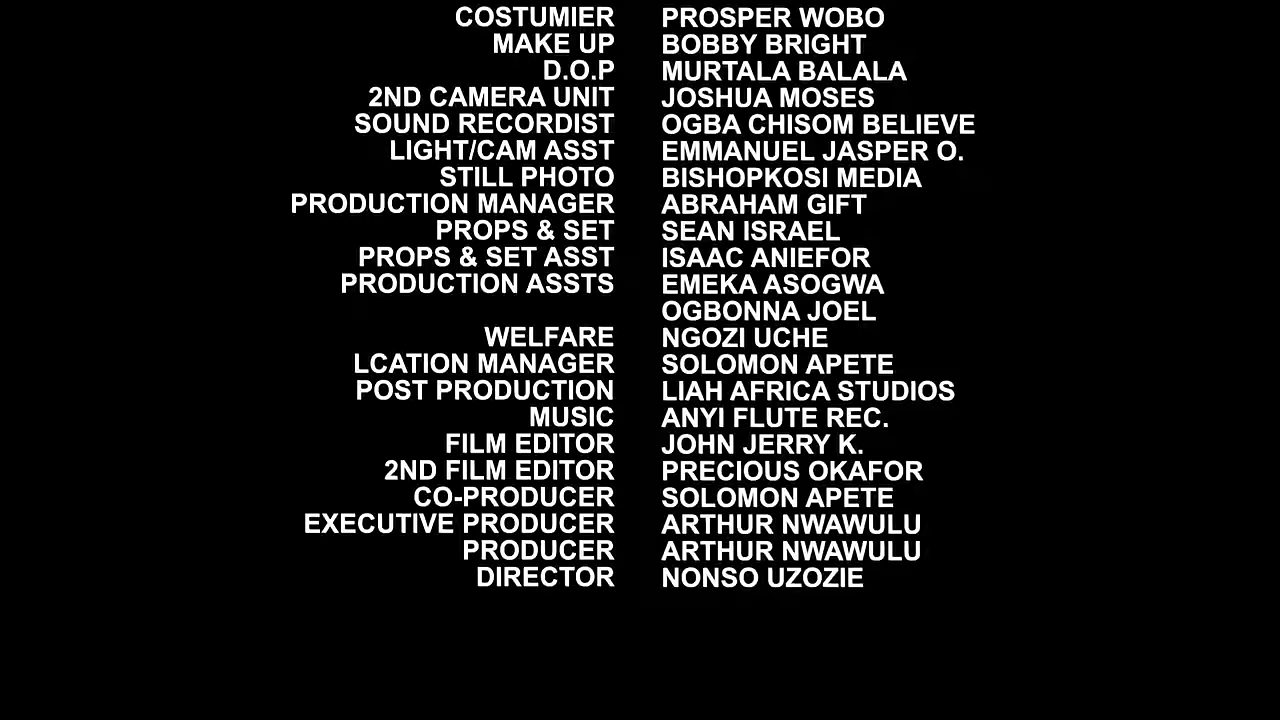 COSTUMIER PROSPER WOBO
MAKE UP BOBBY BRIGHT
D.O.P MURTALA BALALA
2ND CAMERA UNIT JOSHUA MOSES
SOUND RECORDIST OGBA CHISOM BELIEVE
LIGHT/CAM ASST EMMANUEL JASPER O.
STILL PHOTO BISHOPKOSI MEDIA
PRODUCTION MANAGER ABRAHAM GIFT
PROPS & SET SEAN ISRAEL
PROPS & SET ASST ISAAC ANIEFOR
PRODUCTION ASSTS EMEKA ASOGWA
OGBONNA JOEL
WELFARE NGOZI UCHE
LCATION MANAGER SOLOMON APETE
POST PRODUCTION LIAH AFRICA STUDIOS
MUSIC ANYI FLUTE REC.
FILM EDITOR JOHN JERRY K.
2ND FILM EDITOR PRECIOUS OKAFOR
CO-PRODUCER SOLOMON APETE
EXECUTIVE PRODUCER ARTHUR NWAWULU
PRODUCER ARTHUR NWAWULU
DIRECTOR NONSO UZOZIE